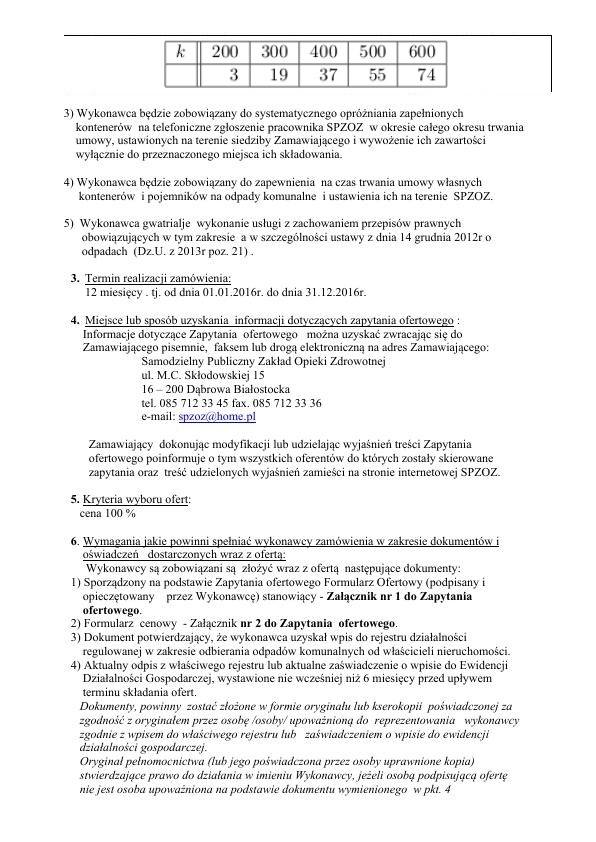 k 200 300 400 500 600
3 19 37 55 74
3) Wykonawca będzie zobowiązany do systematycznego opróżniania zapełnionych
kontenerów na telefoniczne zgłoszenie pracownika SPZOZ w okresie całego okresu trwania
umowy, ustawionych na terenie siedziby Zamawiającego i wywożenie ich zawartości
wyłącznie do przeznaczonego miejsca ich składowania.
4) Wykonawca będzie zobowiązany do zapewnienia na czas trwania umowy własnych
kontenerów i pojemników na odpady komunalne i ustawienia ich na terenie SPZOZ.
5) Wykonawca gwatrialje wykonanie usługi z zachowaniem przepisów prawnych
obowiązujących w tym zakresie a w szczególności ustawy z dnia 14 grudnia 2012r o
odpadach (Dz.U. z 2013r poz. 21) .
3. Termin realizacji zamówienia:
12 miesięcy . tj. od dnia 01.01.2016r. do dnia 31.12.2016r.
4. Miejsce lub sposób uzyskania informacji dotyczących zapytania ofertowego :
Informacje dotyczące Zapytania ofertowego można uzyskać zwracając się do
Zamawiającego pisemnie, faksem lub drogą elektroniczną na adres Zamawiającego:
Samodzielny Publiczny Zakład Opieki Zdrowotnej
ul. M.C. Skłodowskiej 15
16 – 200 Dąbrowa Białostocka
tel. 085 712 33 45 fax. 085 712 33 36
e-mail: spzoz@home.pl
Zamawiający dokonując modyfikacji lub udzielając wyjaśnień treści Zapytania
ofertowego poinformuje o tym wszystkich oferentów do których zostały skierowane
zapytania oraz treść udzielonych wyjaśnień zamieści na stronie internetowej SPZOZ.
5. Kryteria wyboru ofert:
cena 100 %
6. Wymagania jakie powinni spełniać wykonawcy zamówienia w zakresie dokumentów i
oświadczeń dostarczonych wraz z ofertą:
Wykonawcy są zobowiązani są złożyć wraz z ofertą następujące dokumenty:
1) Sporządzony na podstawie Zapytania ofertowego Formularz Ofertowy (podpisany i
opieczętowany przez Wykonawcę) stanowiący - Załącznik nr 1 do Zapytania
ofertowego.
2) Formularz cenowy - Załącznik nr 2 do Zapytania ofertowego.
3) Dokument potwierdzający, że wykonawca uzyskał wpis do rejestru działalności
regulowanej w zakresie odbierania odpadów komunalnych od właścicieli nieruchomości.
4) Aktualny odpis z właściwego rejestru lub aktualne zaświadczenie o wpisie do Ewidencji
Działalności Gospodarczej, wystawione nie wcześniej niż 6 miesięcy przed upływem
terminu składania ofert.
Dokumenty, powinny zostać złożone w formie oryginału lub kserokopii poświadczonej za
zgodność z oryginałem przez osobę /osoby/ upoważnioną do reprezentowania wykonawcy
zgodnie z wpisem do właściwego rejestru lub zaświadczeniem o wpisie do ewidencji
działalności gospodarczej.
Oryginał pełnomocnictwa (lub jego poświadczona przez osoby uprawnione kopia)
stwierdzające prawo do działania w imieniu Wykonawcy, jeżeli osobą podpisującą ofertę
nie jest osoba upoważniona na podstawie dokumentu wymienionego w pkt. 4